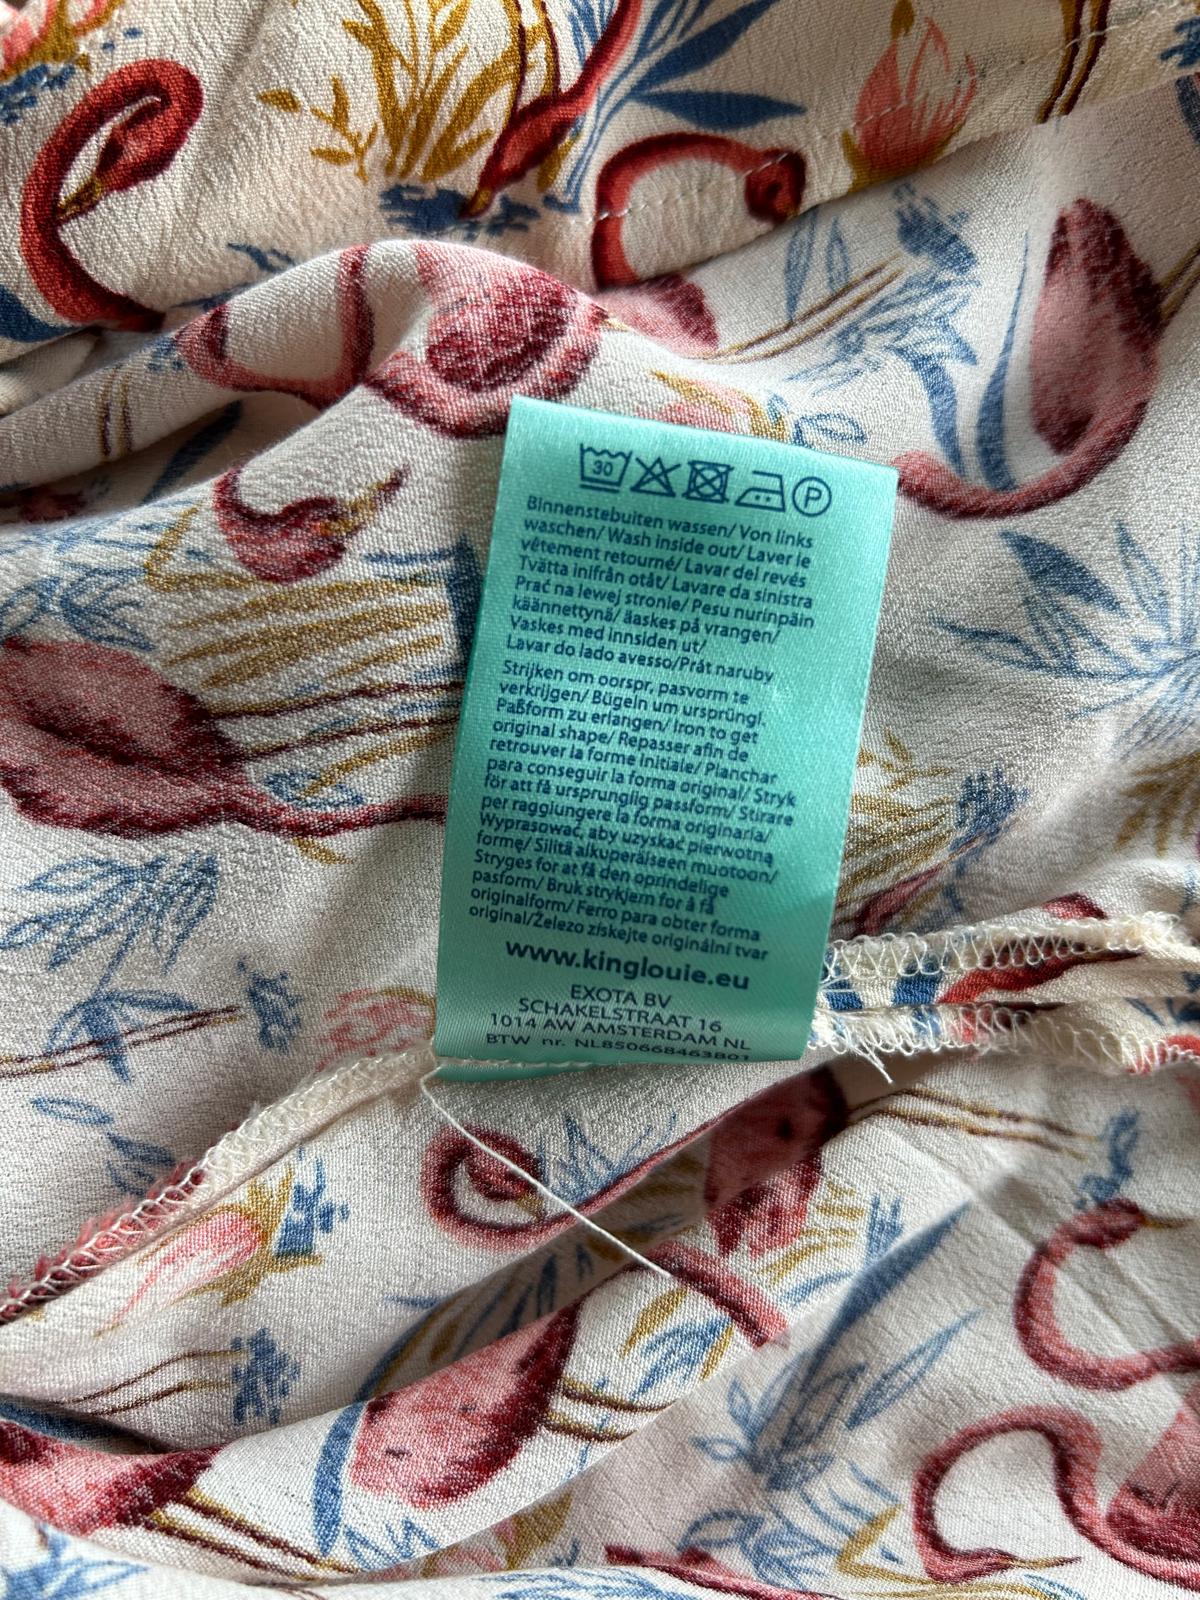 30 P
Binnenstebuiten wassen/ Von links
waschen/ Wash inside out/ Laver le
vêtement retourné/ Lavar del revés
Tvätta inifrån otåt/ Lavare da sinistra
Prać na lewej stronie/ Pesu nurinpäin
käännettynä/ äaskes på vrangen/
Vaskes med innsiden ut/
Lavar do lado avesso/Prát naruby
Strijken om oorspr, pasvorm te
verkrijgen/ Bügeln um ursprüngl.
Paßform zu erlangen/ Iron to get
original shape/ Repasser afin de
retrouver la forme initiale/ Planchar
para conseguir la forma original/ Stryk
för att få ursprunglig passform/ Stirare
per raggiungere la forma originaria/
Wyprasować, aby uzyskać pierwotną
formę/ Silitä alkuperäiseen muotoon/
Stryges for at få den oprindelige
pasform/ Bruk strykjern for å få
originalform/ Ferro para obter forma
original/Železo získejte originální tvar
www.kinglouie.eu
EXOTA BV
SCHAKELSTRAAT 16
1014 AW AMSTERDAM NL
BTW nr. NL850668463B01